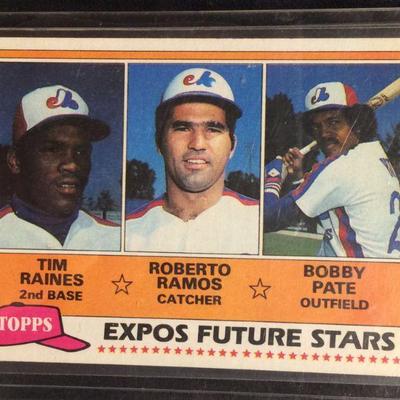 TIM
RAINES
2nd BASE
ROBERTO
RAMOS
CATCHER
BOBBY
PATE
OUTFIELD
TOPPS
EXPOS FUTURE STARS